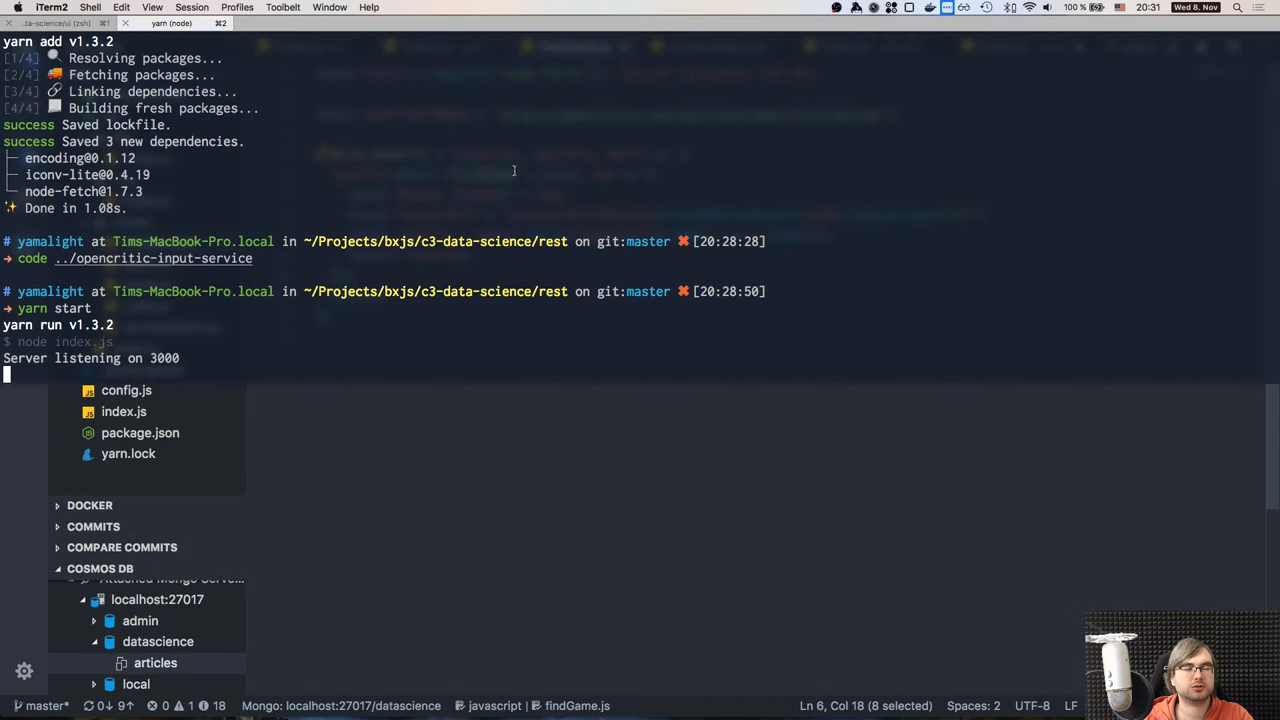 iTerm2 Shell Edit View Session Profiles Toolbelt Window Help 100 % 20:31 Wed 8. Nov
..ta-science/ui (zsh) ⌘1 yarn (node) ⌘2
yarn add v1.3.2
[1/4] 🔍 Resolving packages...
[2/4] 🚚 Fetching packages...
[3/4] 🔗 Linking dependencies...
[4/4] 📃 Building fresh packages...
success Saved lockfile.
success Saved 3 new dependencies.
├─ encoding@0.1.12
├─ iconv-lite@0.4.19
└─ node-fetch@1.7.3
✨ Done in 1.08s.
# yamalight at Tims-MacBook-Pro.local in ~/Projects/bxjs/c3-data-science/rest on git:master ✖ [20:28:28]
→ code ../opencritic-input-service
# yamalight at Tims-MacBook-Pro.local in ~/Projects/bxjs/c3-data-science/rest on git:master ✖ [20:28:50]
→ yarn start
yarn run v1.3.2
$ node index.js
Server listening on 3000
config.js
index.js
package.json
yarn.lock
DOCKER
COMMITS
COMPARE COMMITS
COSMOS DB
Attached Mongo Serve...
localhost:27017
admin
datascience
articles
local
master* 0↓ 9↑ 0 1 18 Mongo: localhost:27017/datascience javascript | findGame.js Ln 6, Col 18 (8 selected) Spaces: 2 UTF-8 LF